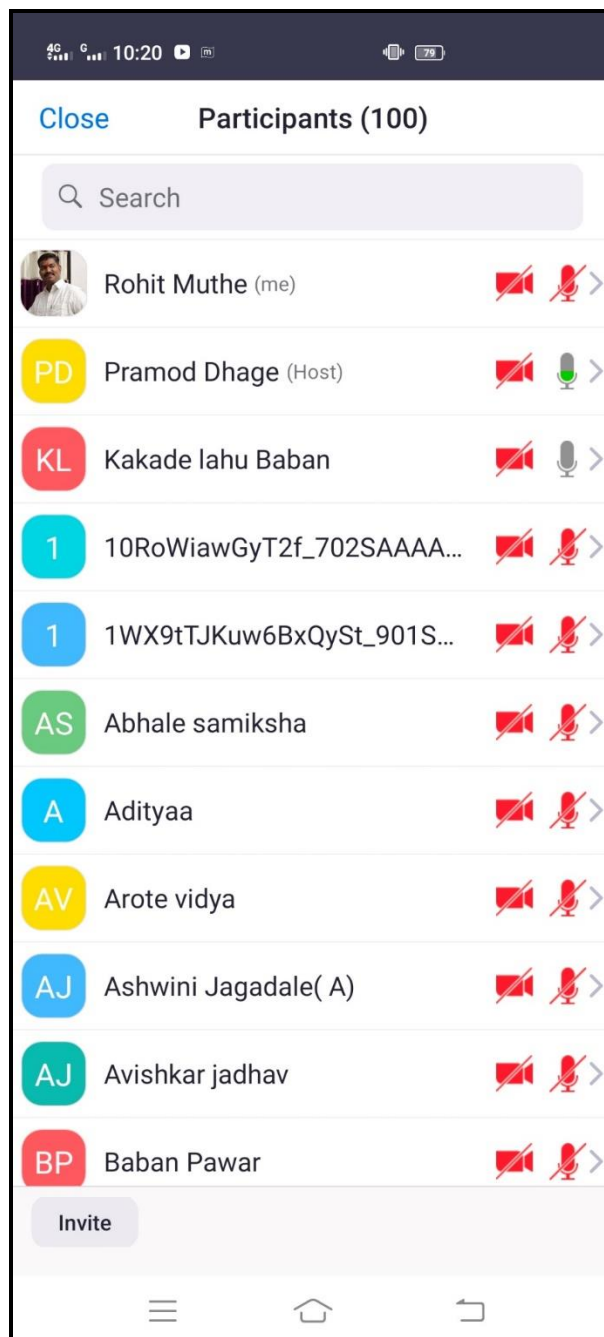 4G G 10:20 m 79
Close Participants (100)
Search
Rohit Muthe (me)
PD Pramod Dhage (Host)
KL Kakade lahu Baban
1 10RoWiawGyT2f_702SAAAA...
1 1WX9tTJKuw6BxQySt_901S...
AS Abhale samiksha
A Adityaa
AV Arote vidya
AJ Ashwini Jagadale( A)
AJ Avishkar jadhav
BP Baban Pawar
Invite